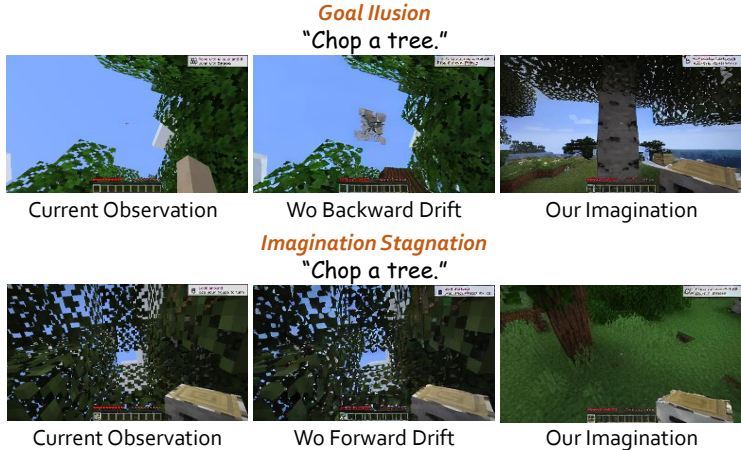 Goal Ilusion
“Chop a tree.”
Current Observation
Wo Backward Drift
Our Imagination
Imagination Stagnation
“Chop a tree.”
Current Observation
Wo Forward Drift
Our Imagination